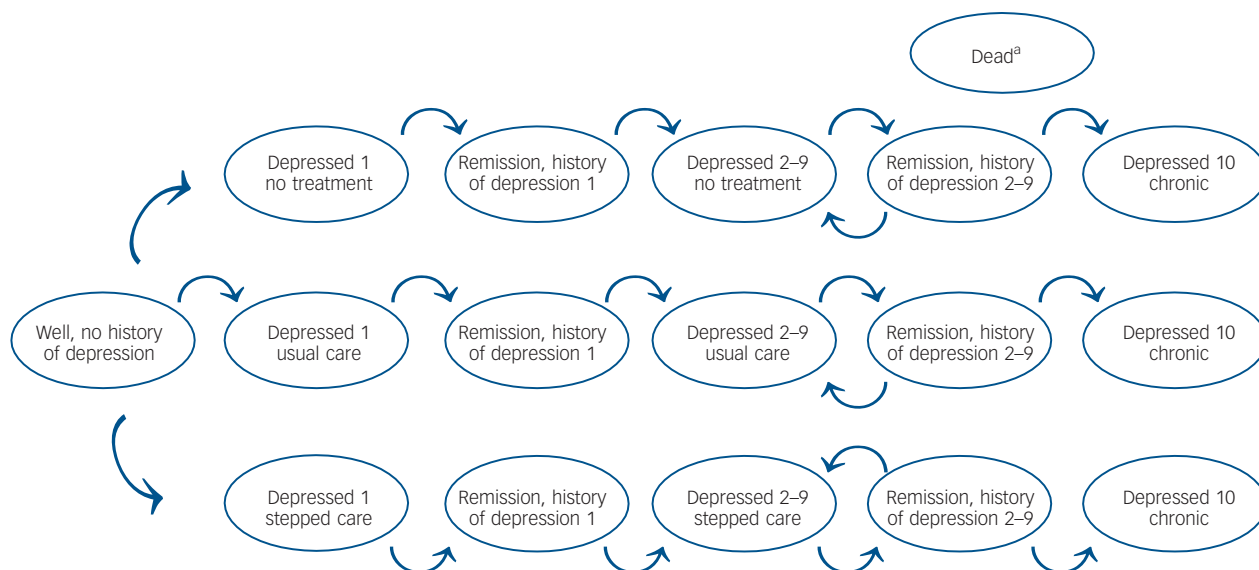 Deadᵃ
Depressed 1
no treatment
Remission, history
of depression 1
Depressed 2–9
no treatment
Remission, history
of depression 2–9
Depressed 10
chronic
Well, no history
of depression
Depressed 1
usual care
Remission, history
of depression 1
Depressed 2–9
usual care
Remission, history
of depression 2–9
Depressed 10
chronic
Depressed 1
stepped care
Remission, history
of depression 1
Depressed 2–9
stepped care
Remission, history
of depression 2–9
Depressed 10
chronic